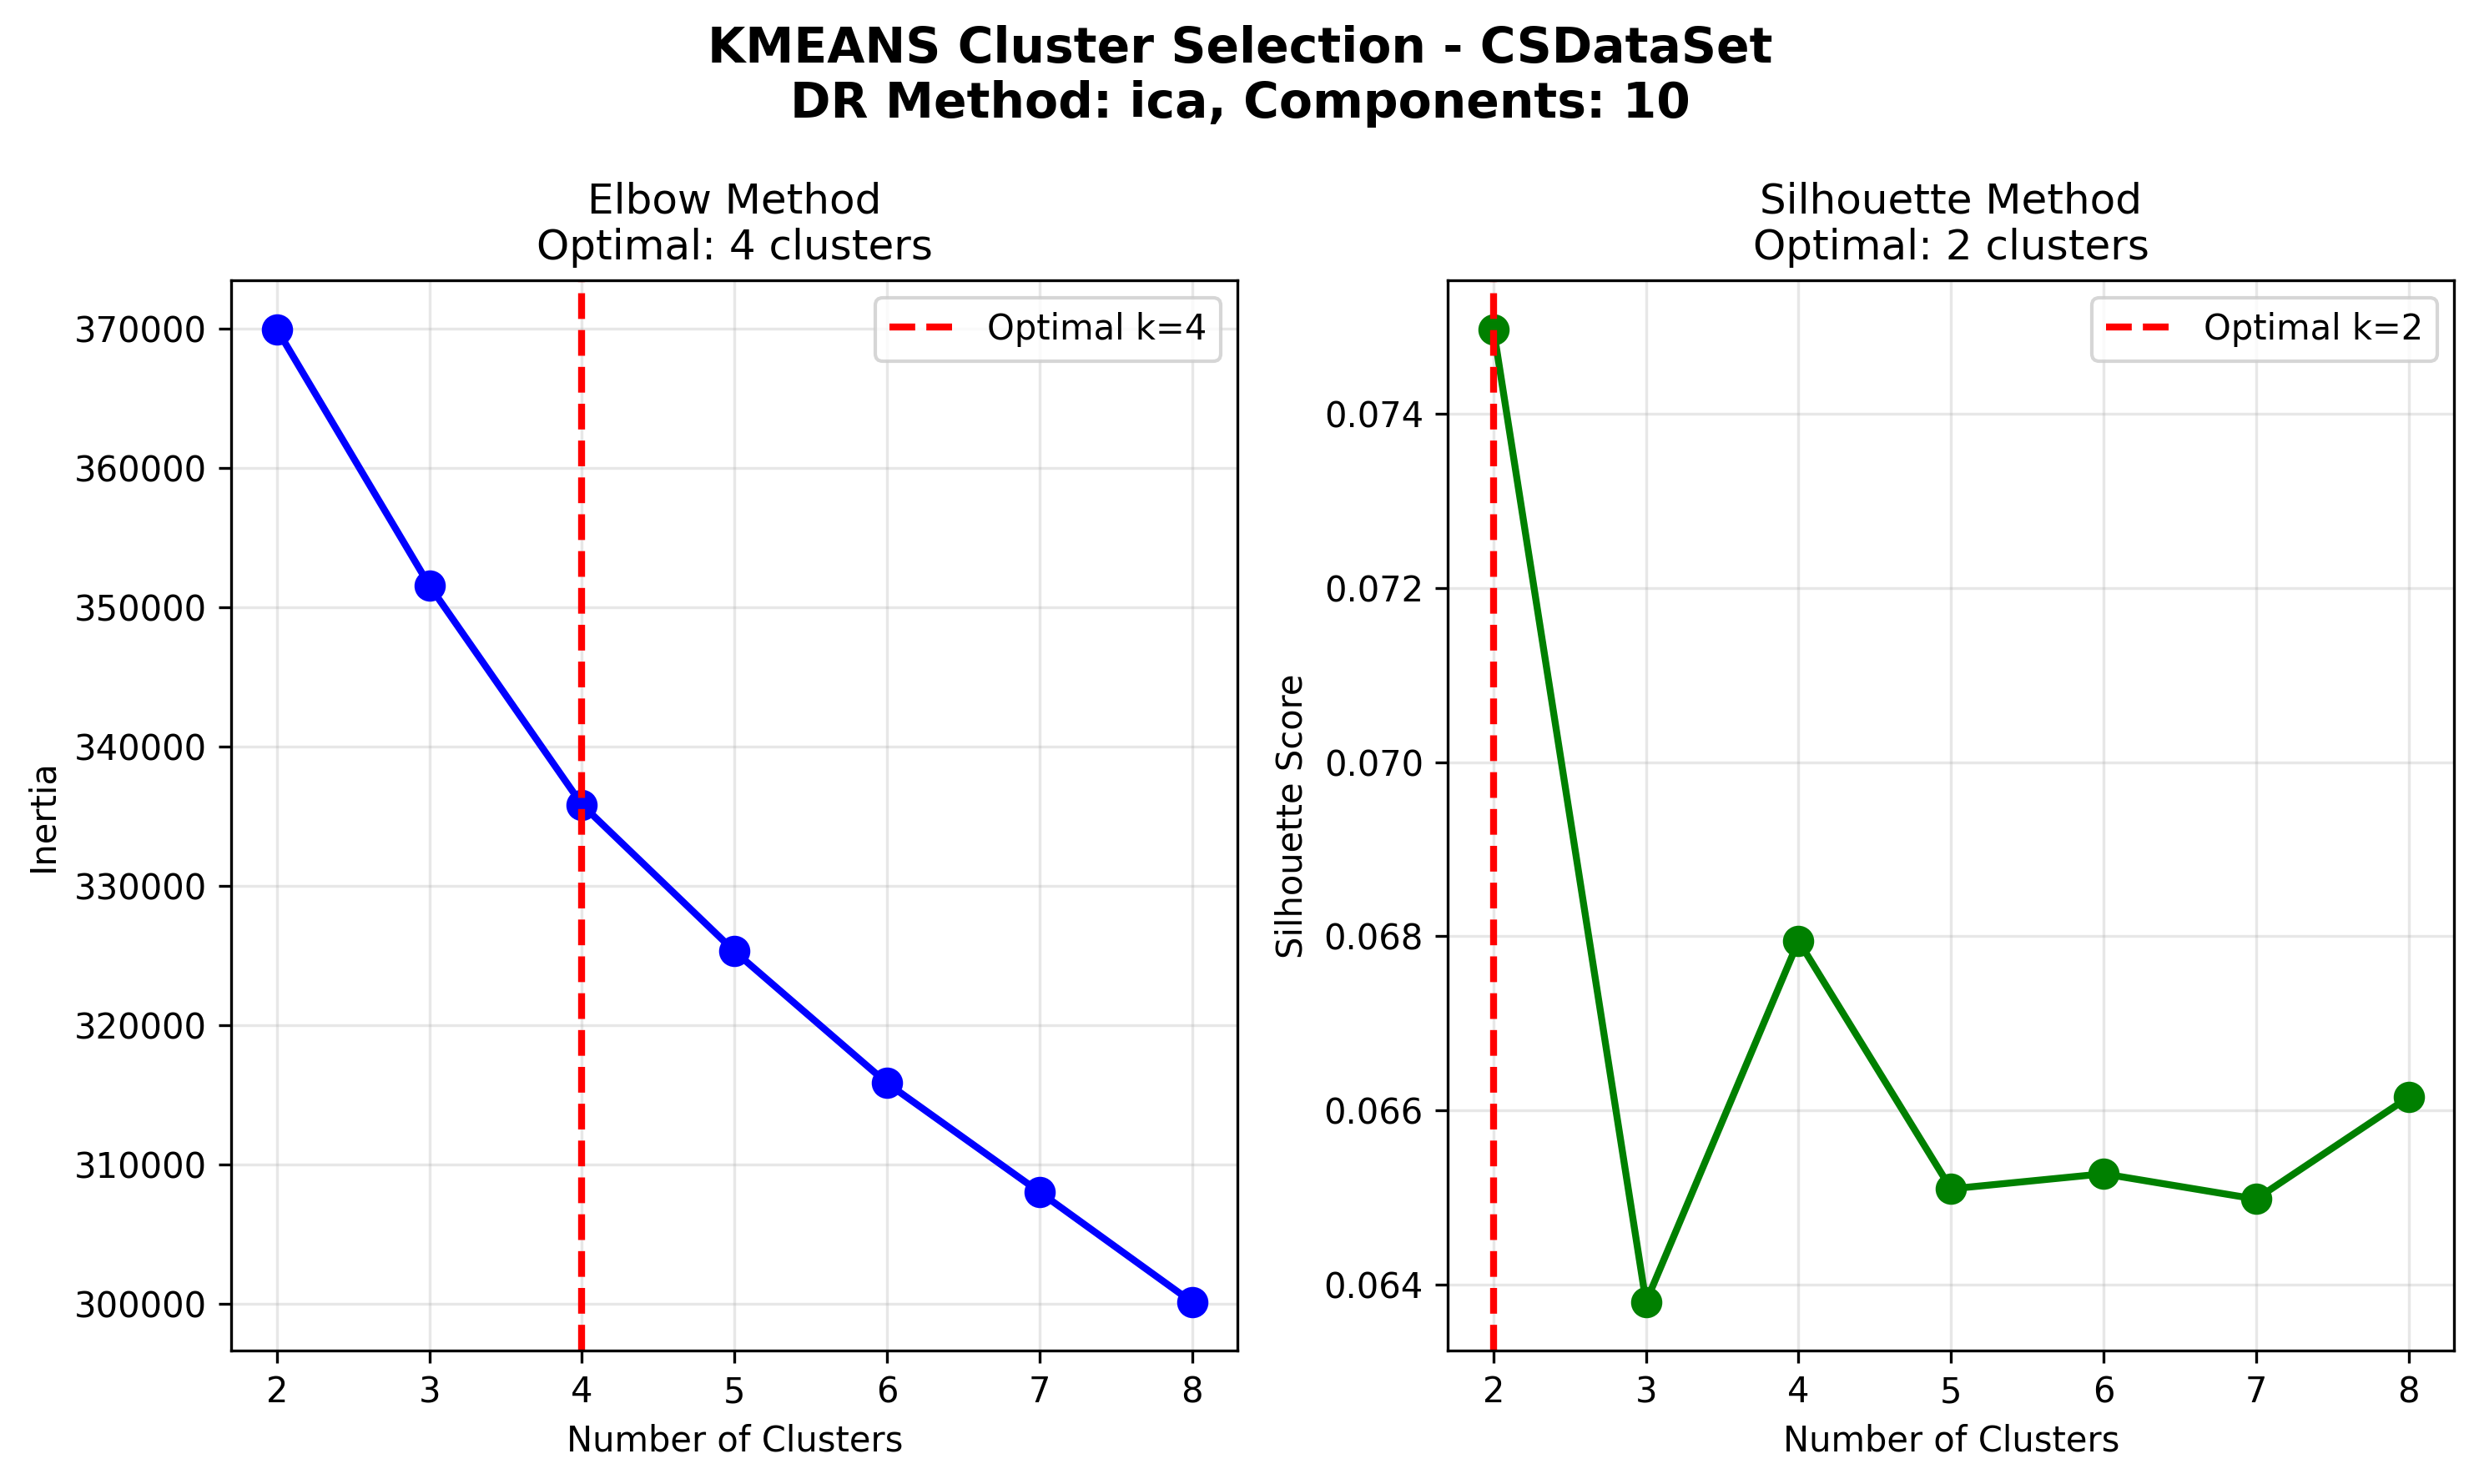 KMEANS Cluster Selection - CSDataSet
DR Method: ica, Components: 10
Elbow Method
Optimal: 4 clusters
Optimal k=4
370000
360000
350000
340000
330000
320000
310000
300000
Inertia
2 3 4 5 6 7 8
Number of Clusters
Silhouette Method
Optimal: 2 clusters
Optimal k=2
0.074
0.072
0.070
0.068
0.066
0.064
Silhouette Score
2 3 4 5 6 7 8
Number of Clusters